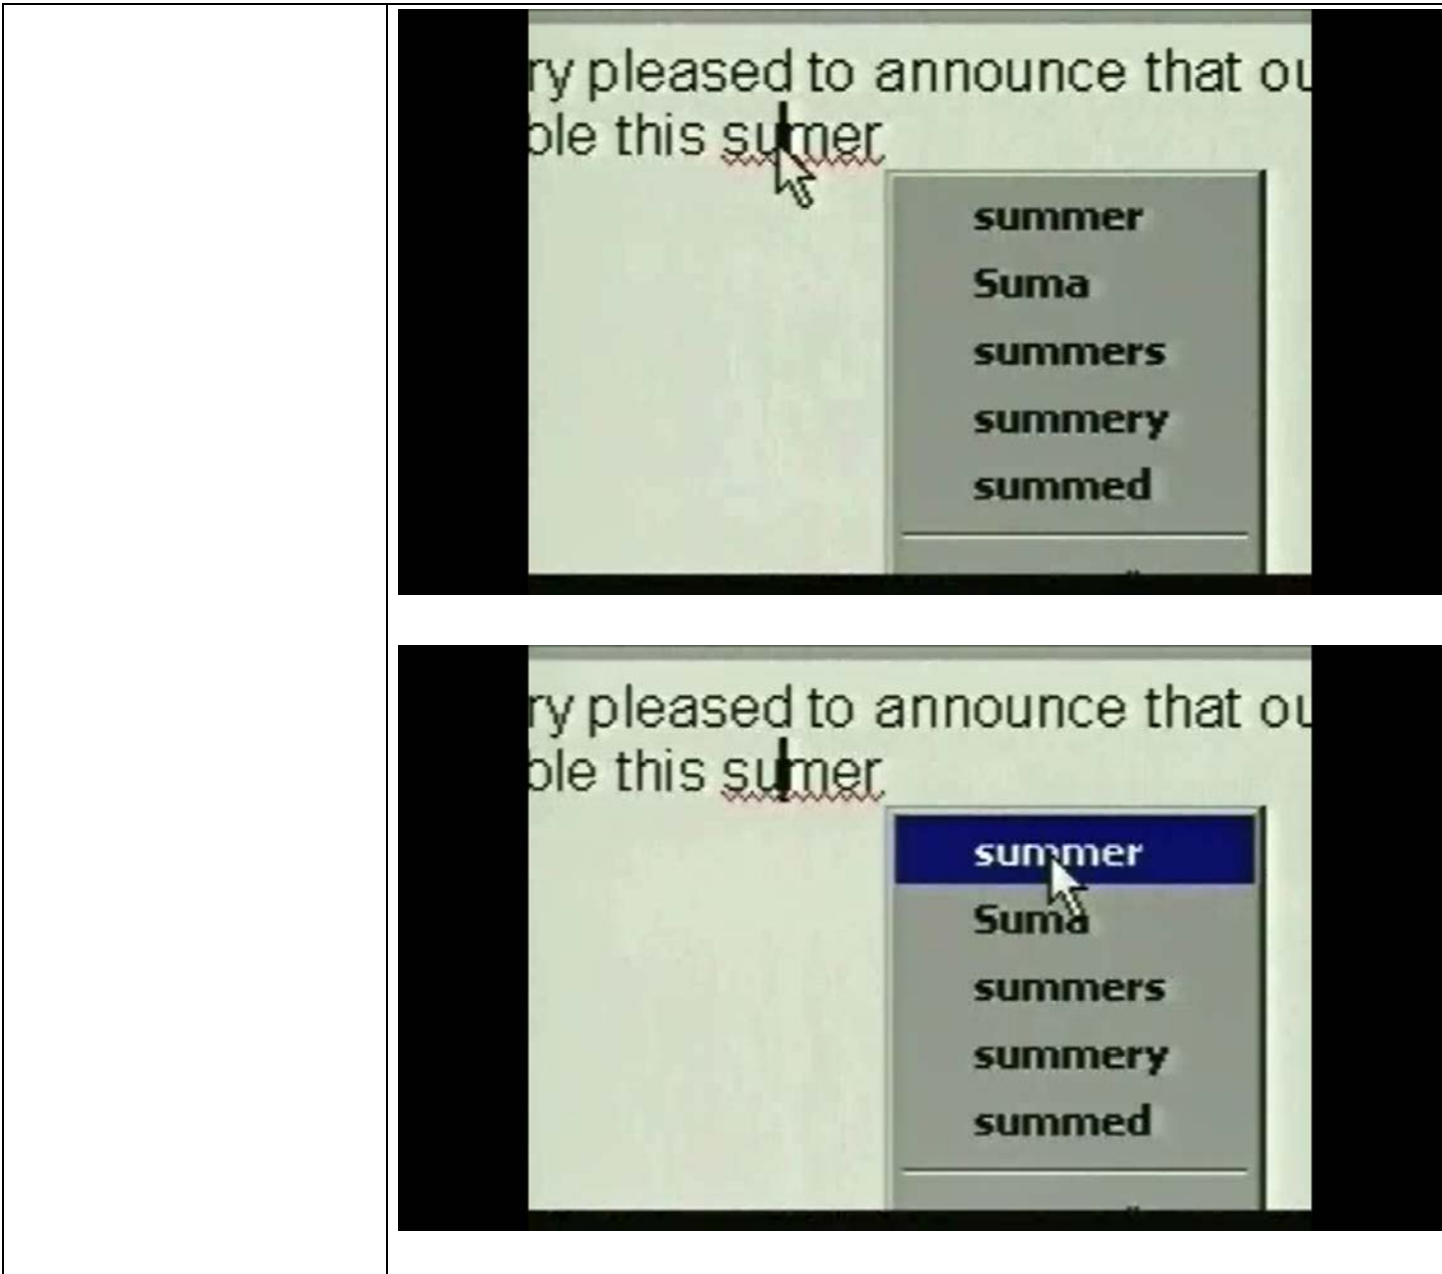 ry pleased to announce that ou
ble this sumer
summer
Suma
summers
summery
summed
ry pleased to announce that ou
ble this sumer
summer
Suma
summers
summery
summed